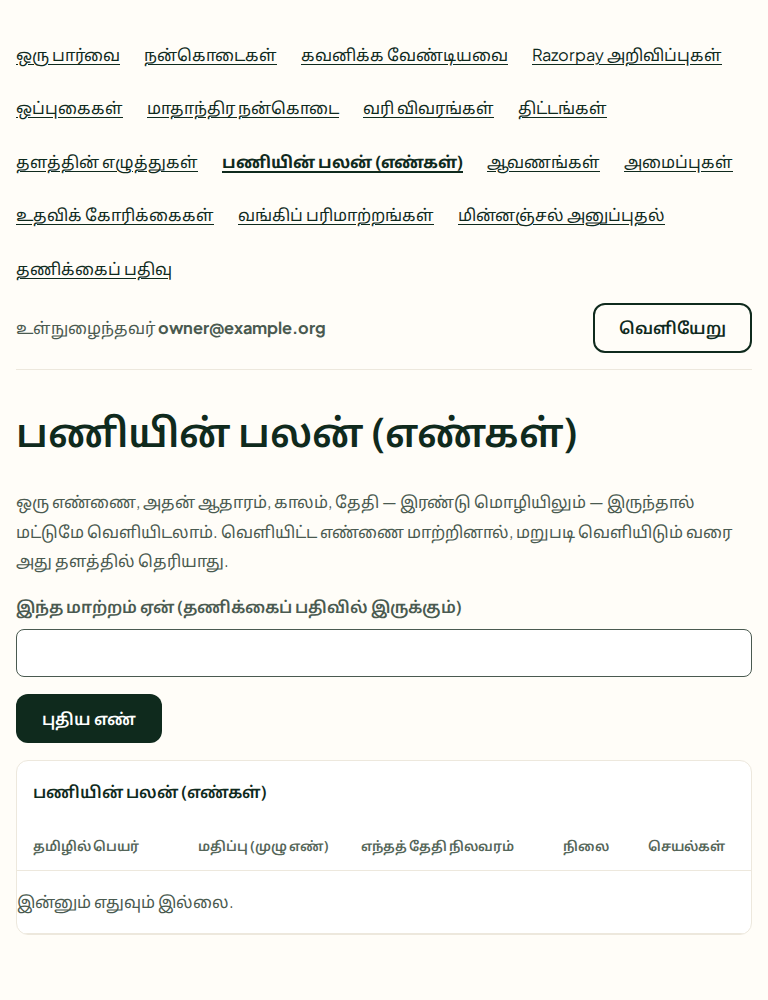 ஒரு பார்வை நன்கொடைகள் கவனிக்க வேண்டியவை Razorpay அறிவிப்புகள்
ஒப்புகைகள் மாதாந்திர நன்கொடை வரி விவரங்கள் திட்டங்கள்
தளத்தின் எழுத்துகள் பணியின் பலன் (எண்கள்) ஆவணங்கள் அமைப்புகள்
உதவிக் கோரிக்கைகள் வங்கிப் பரிமாற்றங்கள் மின்னஞ்சல் அனுப்புதல்
தணிக்கைப் பதிவு
உள்நுழைந்தவர் owner@example.org வெளியேறு
பணியின் பலன் (எண்கள்)
ஒரு எண்ணை, அதன் ஆதாரம், காலம், தேதி — இரண்டு மொழியிலும் — இருந்தால்
மட்டுமே வெளியிடலாம். வெளியிட்ட எண்ணை மாற்றினால், மறுபடி வெளியிடும் வரை
அது தளத்தில் தெரியாது.
இந்த மாற்றம் ஏன் (தணிக்கைப் பதிவில் இருக்கும்)
புதிய எண்
பணியின் பலன் (எண்கள்)
தமிழில் பெயர் மதிப்பு (முழு எண்) எந்தத் தேதி நிலவரம் நிலை செயல்கள்
இன்னும் எதுவும் இல்லை.